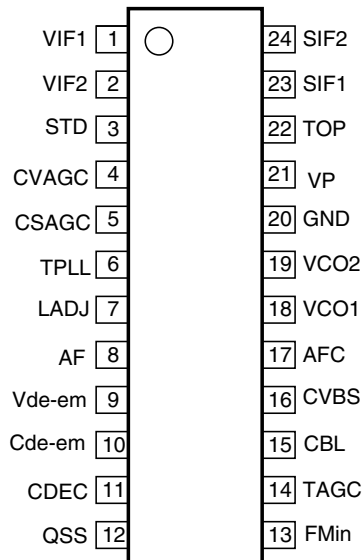 VIF1 1 24 SIF2
VIF2 2 23 SIF1
STD 3 22 TOP
CVAGC 4 21 VP
CSAGC 5 20 GND
TPLL 6 19 VCO2
LADJ 7 18 VCO1
AF 8 17 AFC
Vde-em 9 16 CVBS
Cde-em 10 15 CBL
CDEC 11 14 TAGC
QSS 12 13 FMin